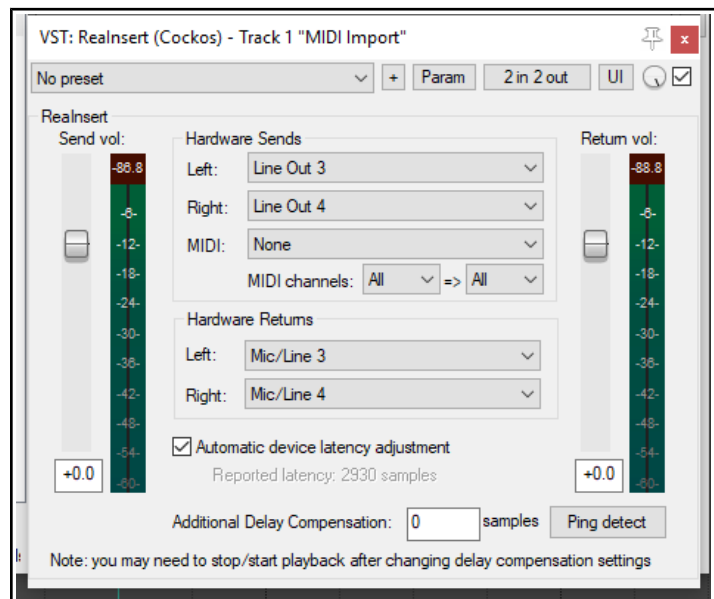 VST: ReaInsert (Cockos) - Track 1 "MIDI Import"
No preset + Param 2 in 2 out UI
ReaInsert
Send vol: Hardware Sends Return vol:
-86.8 Left: Line Out 3 -88.8
-6- Right: Line Out 4 -6-
-12- MIDI: None -12-
-18- MIDI channels: All => All -18-
-24- -24-
-30- Hardware Returns -30-
-36- Left: Mic/Line 3 -36-
-42- Right: Mic/Line 4 -42-
-48- -48-
-54- Automatic device latency adjustment -54-
+0.0 -60- Reported latency: 2930 samples +0.0 -60-
Additional Delay Compensation: 0 samples Ping detect
Note: you may need to stop/start playback after changing delay compensation settings